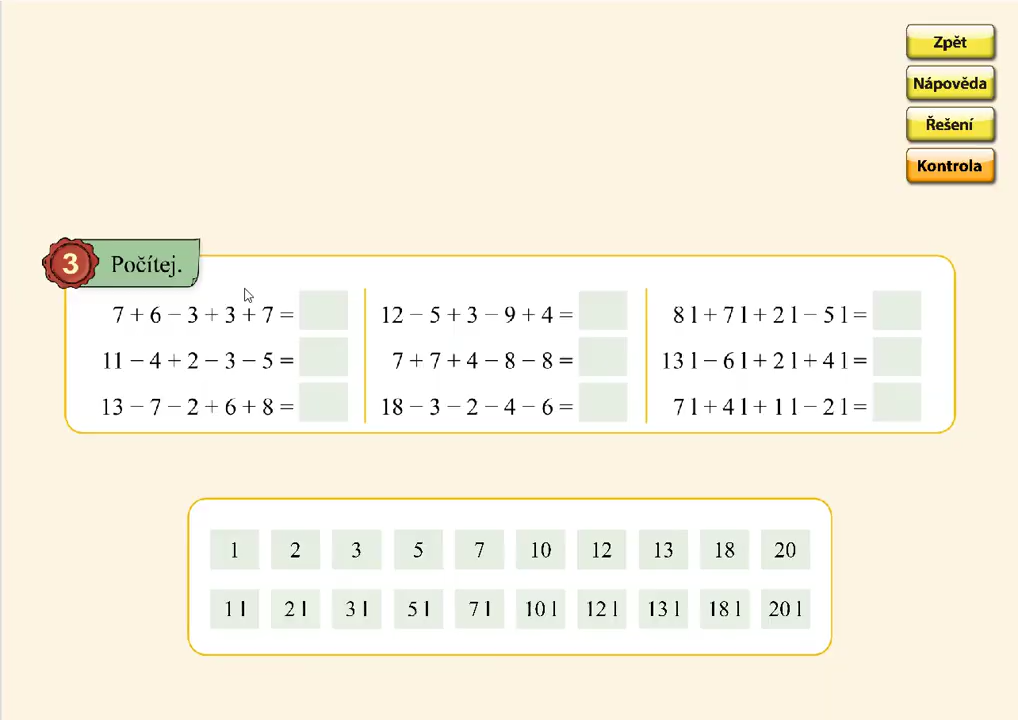 Zpět
Nápověda
Řešení
Kontrola
3 Počítej.
7 + 6 − 3 + 3 + 7 =
11 − 4 + 2 − 3 − 5 =
13 − 7 − 2 + 6 + 8 =
12 − 5 + 3 − 9 + 4 =
7 + 7 + 4 − 8 − 8 =
18 − 3 − 2 − 4 − 6 =
8 l + 7 l + 2 l − 5 l =
13 l − 6 l + 2 l + 4 l =
7 l + 4 l + 1 l − 2 l =
1 2 3 5 7 10 12 13 18 20
1 l 2 l 3 l 5 l 7 l 10 l 12 l 13 l 18 l 20 l